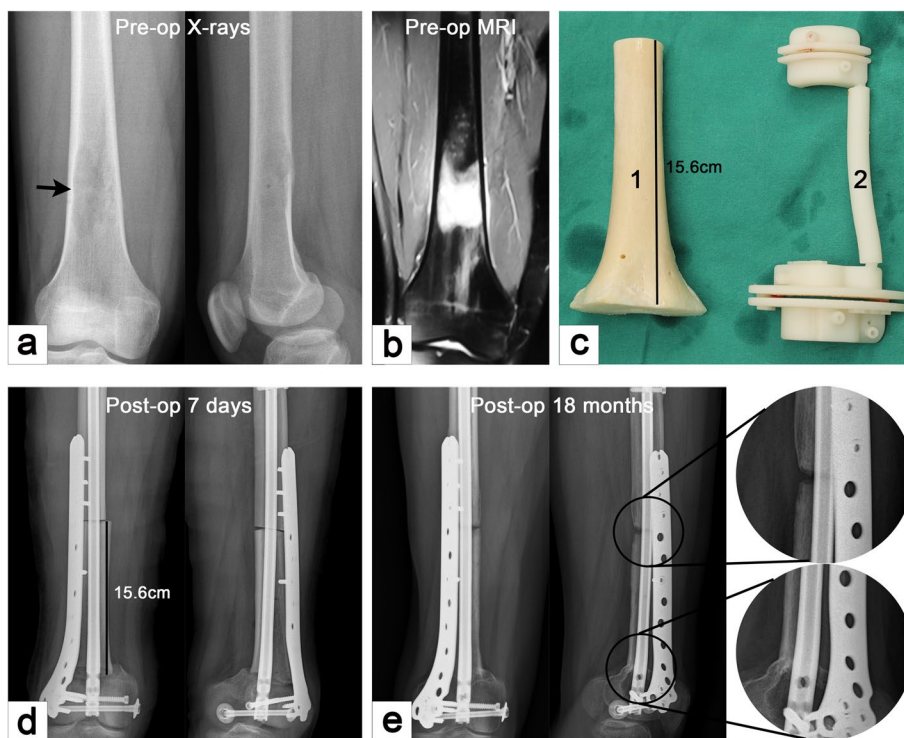 Pre-op X-rays
a
Pre-op MRI
b
1
15.6cm
2
c
Post-op 7 days
15.6cm
d
Post-op 18 months
e